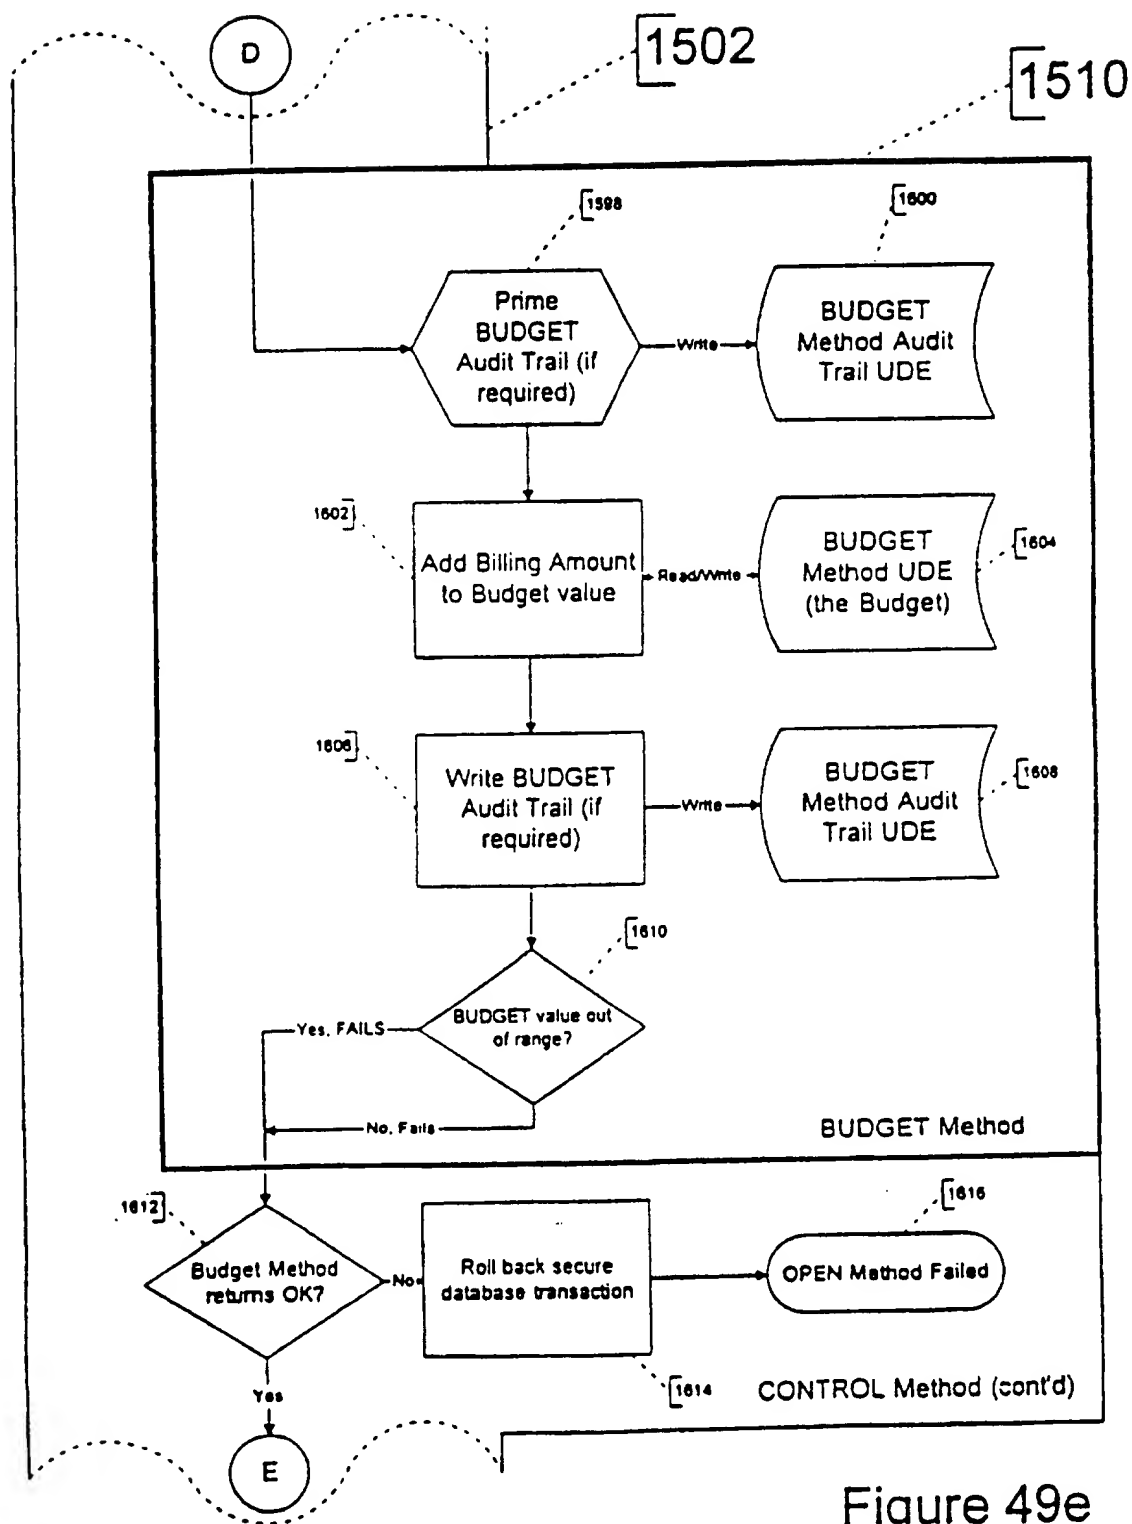 D
1502
1510
1598
1600
Prime
BUDGET
Audit Trail (if
required)
Write
BUDGET
Method Audit
Trail UDE
1602
Add Billing Amount
to Budget value
Read/Write
BUDGET
Method UDE
(the Budget)
1604
1606
Write BUDGET
Audit Trail (if
required)
Write
BUDGET
Method Audit
Trail UDE
1608
1610
BUDGET value out
of range?
Yes, FAILS
No, Fails
BUDGET Method
1612
Budget Method
returns OK?
No
Roll back secure
database transaction
1616
OPEN Method Failed
Yes
1614
CONTROL Method (cont'd)
E
Figure 49e